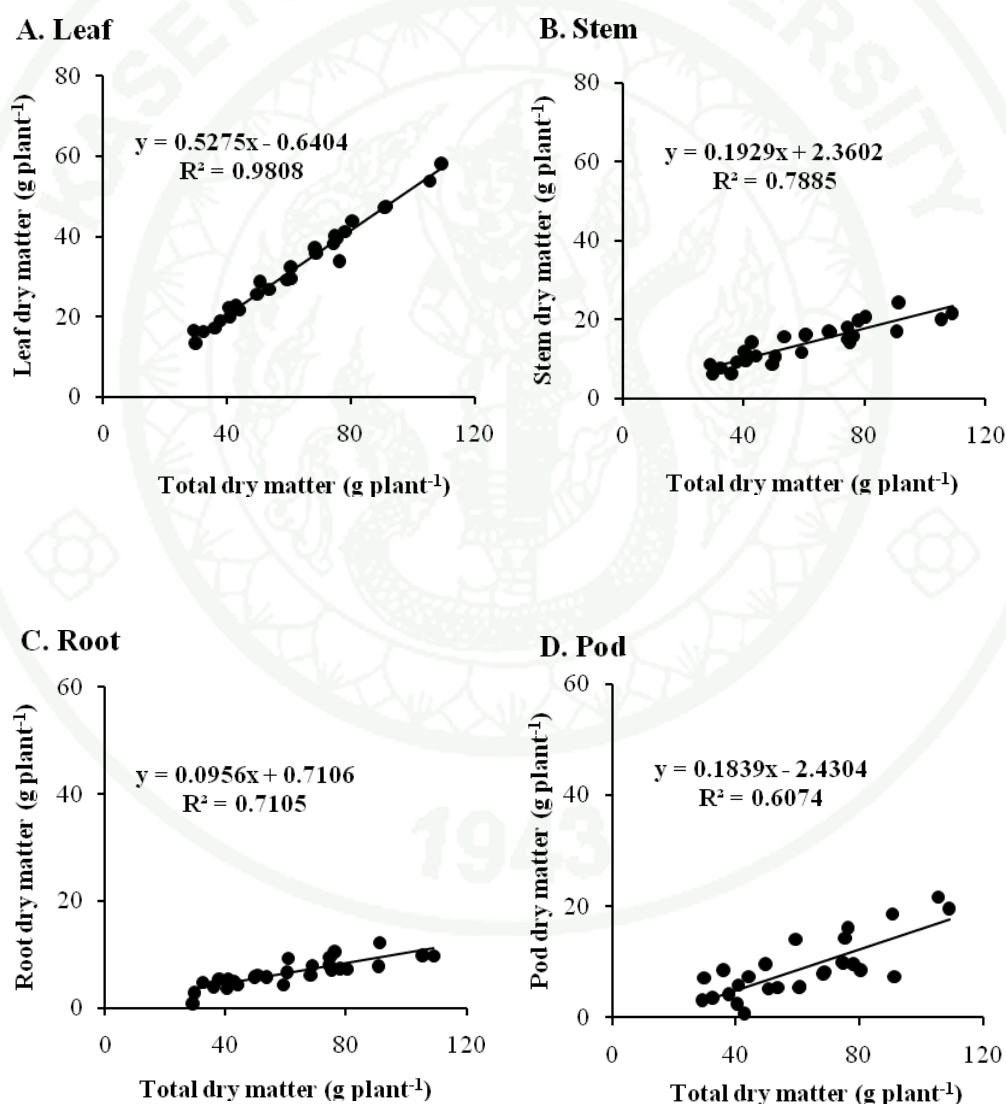 A. Leaf
80
60
40
20
0
Leaf dry matter (g plant⁻¹)
y = 0.5275x - 0.6404
R² = 0.9808
0 40 80 120
Total dry matter (g plant⁻¹)
B. Stem
80
60
40
20
0
Stem dry matter (g plant⁻¹)
y = 0.1929x + 2.3602
R² = 0.7885
0 40 80 120
Total dry matter (g plant⁻¹)
C. Root
60
40
20
0
Root dry matter (g plant⁻¹)
y = 0.0956x + 0.7106
R² = 0.7105
0 40 80 120
Total dry matter (g plant⁻¹)
D. Pod
60
40
20
0
Pod dry matter (g plant⁻¹)
y = 0.1839x - 2.4304
R² = 0.6074
0 40 80 120
Total dry matter (g plant⁻¹)
1943